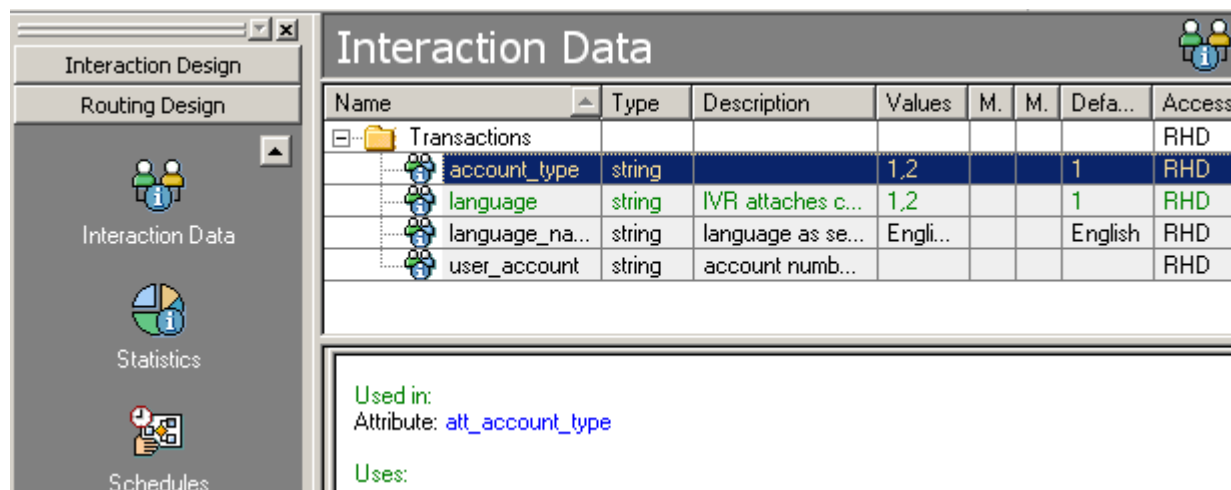 Interaction Design
Routing Design
Interaction Data
Statistics
Schedules
Interaction Data
Name Type Description Values M. M. Defa... Access
Transactions RHD
account_type string 1,2 1 RHD
language string IVR attaches c... 1,2 1 RHD
language_na... string language as se... Engli... English RHD
user_account string account numb... RHD
Used in:
Attribute: att_account_type
Uses: